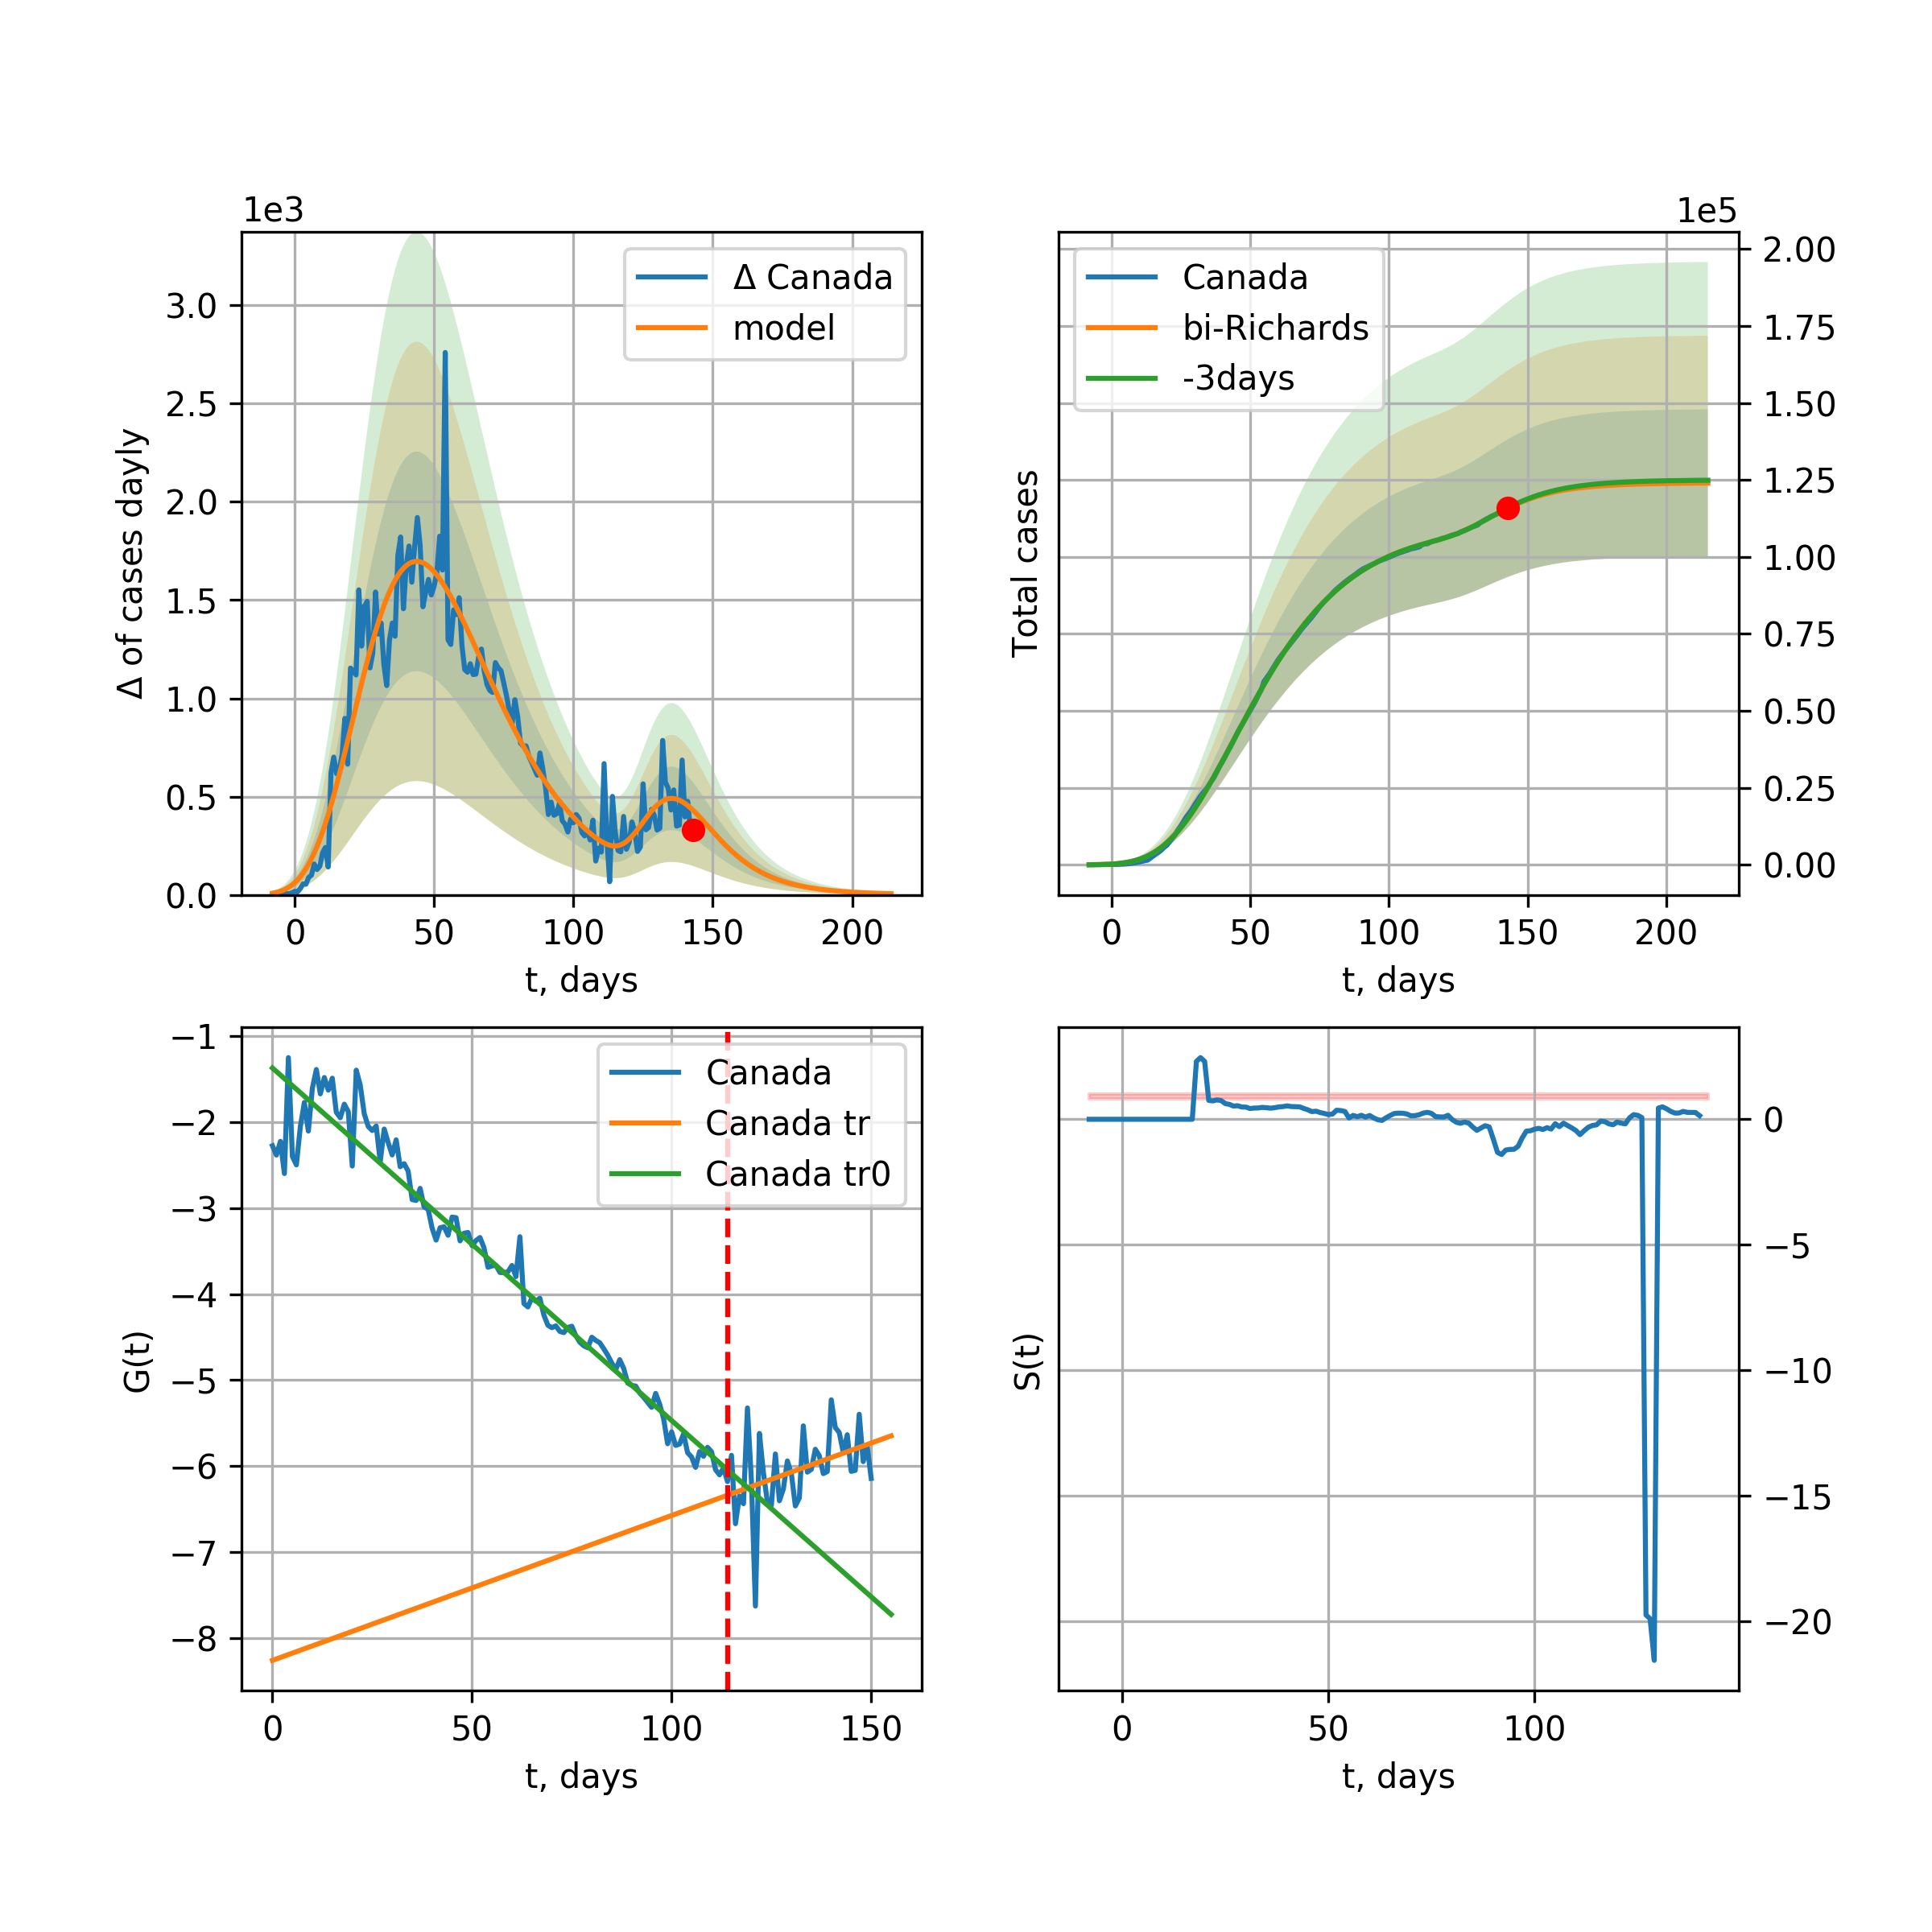 1e3
Δ Canada
model
3.0
2.5
2.0
1.5
1.0
0.5
0.0
Δ of cases dayly
0 50 100 150 200
t, days
1e5
Canada
bi-Richards
-3days
2.00
1.75
1.50
1.25
1.00
0.75
0.50
0.25
0.00
Total cases
0 50 100 150 200
t, days
Canada
Canada tr
Canada tr0
−1
−2
−3
−4
−5
−6
−7
−8
G(t)
0 50 100 150
t, days
0
−5
−10
−15
−20
S(t)
0 50 100
t, days